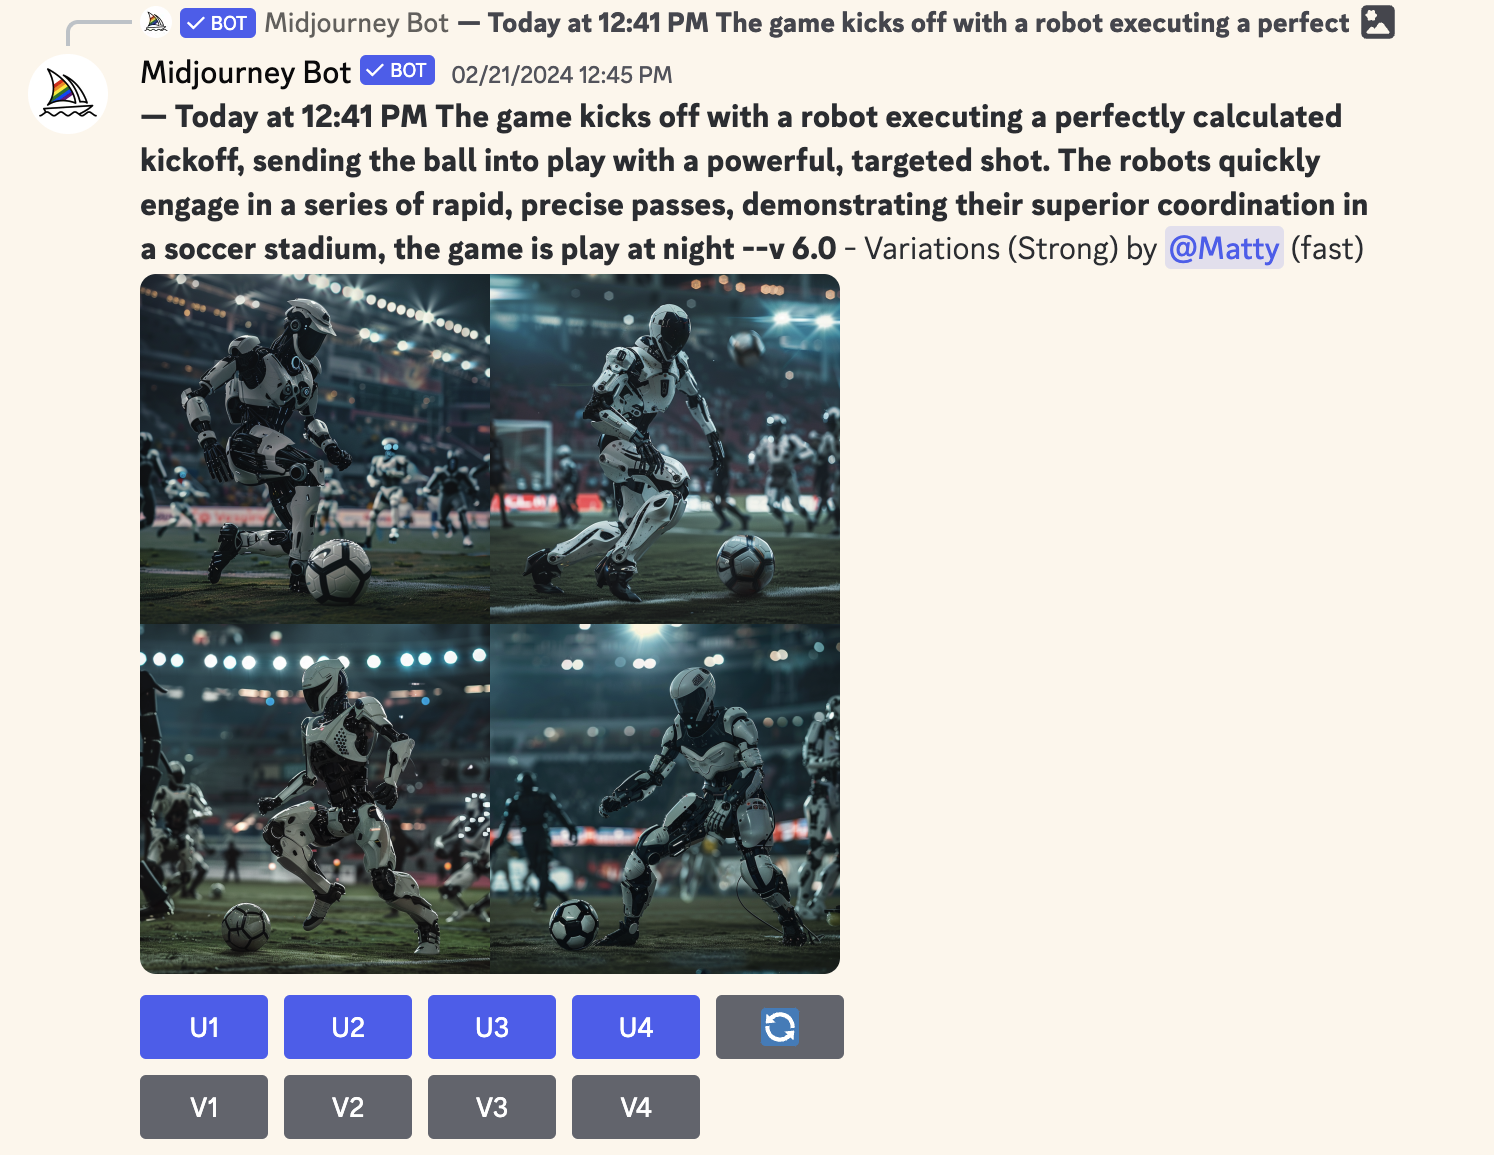 BOT Midjourney Bot — Today at 12:41 PM The game kicks off with a robot executing a perfect
Midjourney Bot BOT 02/21/2024 12:45 PM
— Today at 12:41 PM The game kicks off with a robot executing a perfectly calculated
kickoff, sending the ball into play with a powerful, targeted shot. The robots quickly
engage in a series of rapid, precise passes, demonstrating their superior coordination in
a soccer stadium, the game is play at night --v 6.0 - Variations (Strong) by @Matty (fast)
U1 U2 U3 U4
V1 V2 V3 V4